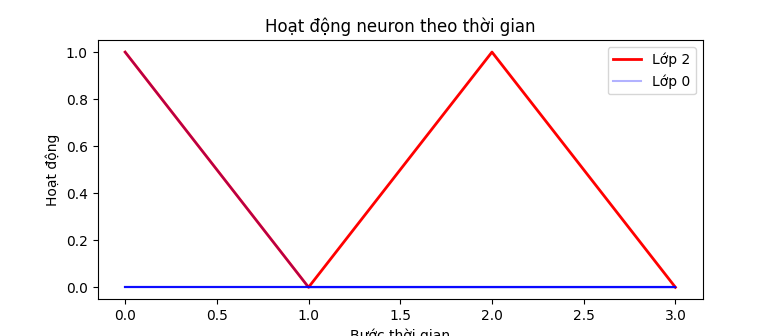 Hoạt động neuron theo thời gian
Lớp 2
Lớp 0
1.0
0.8
0.6
0.4
0.2
0.0
Hoạt động
0.0 0.5 1.0 1.5 2.0 2.5 3.0
Bước thời gian